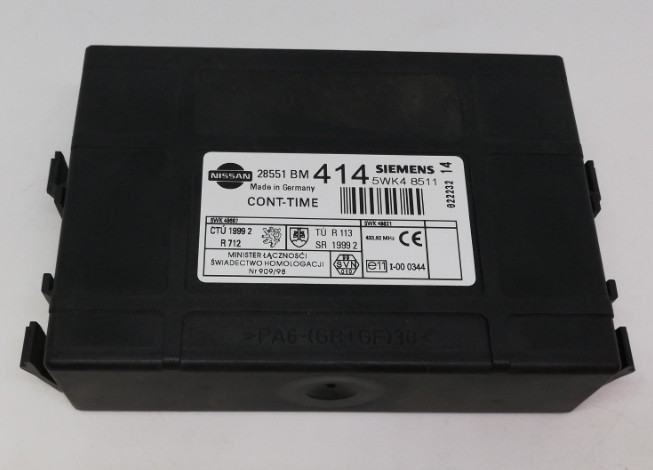 NISSAN 28551 BM 414 SIEMENS
Made in Germany 5WK4 8511
CONT-TIME
022232 14
5WK 48667 5WK 48621
CTÚ 1999 2 TÚ R 113 433,92 MHz CE
R 712 SR 1999 2
MINISTER ŁĄCZNOŚCI
ŚWIADECTWO HOMOLOGACJI
Nr 909/98
SVN
010
e11 I-00 0344
>PA6-(GB+GF)30<